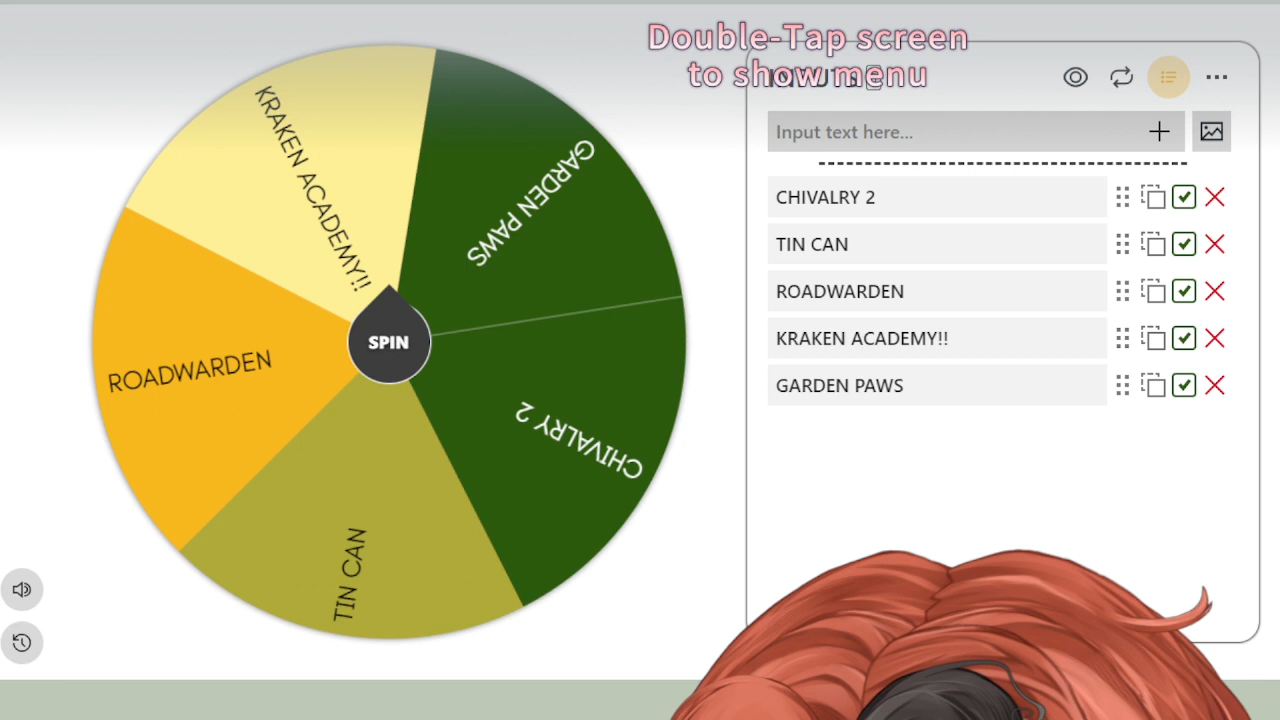 Double-Tap screen
to show menu
Input text here...
CHIVALRY 2
TIN CAN
ROADWARDEN
KRAKEN ACADEMY!!
GARDEN PAWS
KRAKEN ACADEMY!!
GARDEN PAWS
ROADWARDEN
SPIN
CHIVALRY 2
TIN CAN